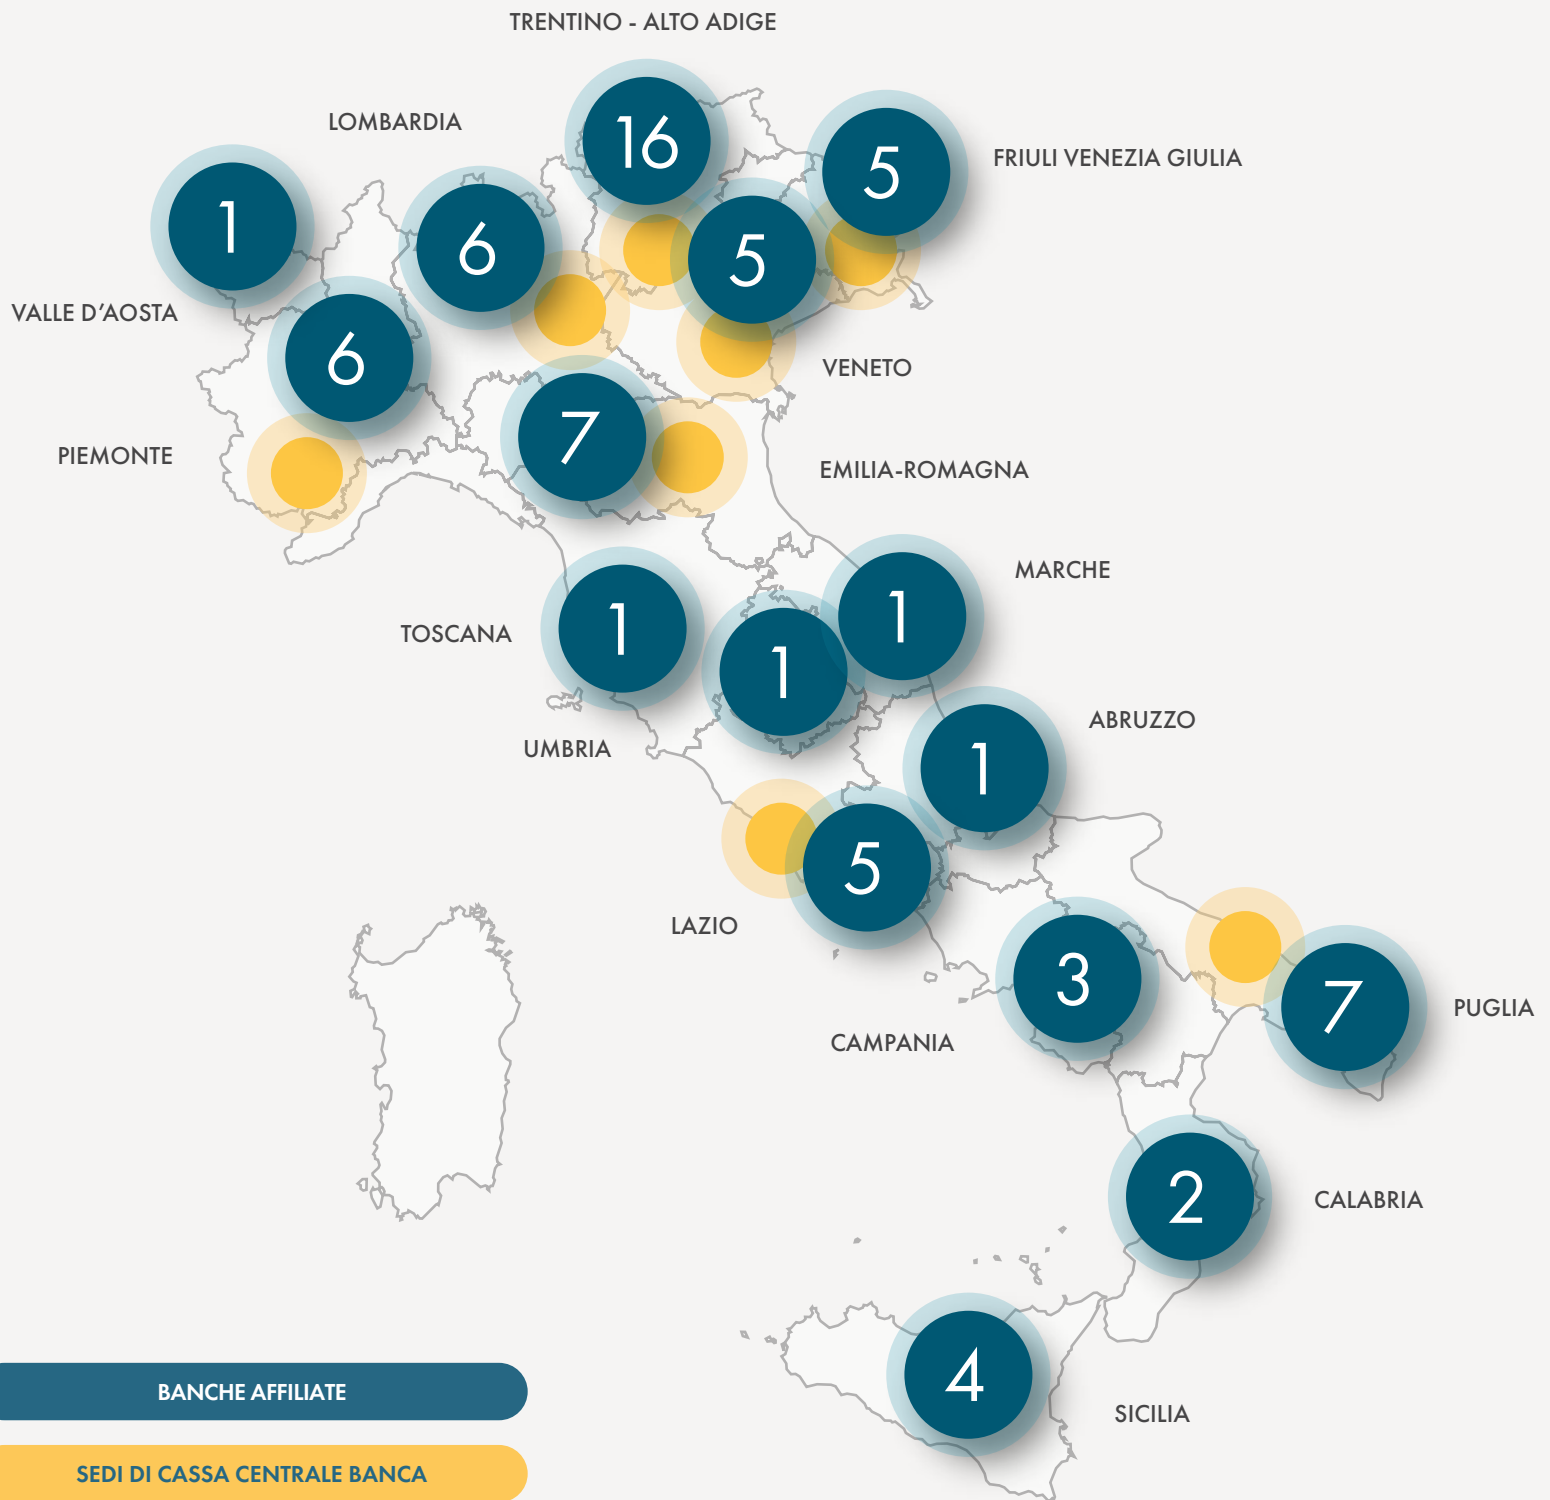 TRENTINO - ALTO ADIGE
LOMBARDIA
16
FRIULI VENEZIA GIULIA
5
1
6
5
VALLE D'AOSTA
6
VENETO
7
PIEMONTE
EMILIA-ROMAGNA
MARCHE
1
TOSCANA
1
1
ABRUZZO
UMBRIA
1
5
LAZIO
3
7
PUGLIA
CAMPANIA
2
CALABRIA
4
SICILIA
BANCHE AFFILIATE
SEDI DI CASSA CENTRALE BANCA